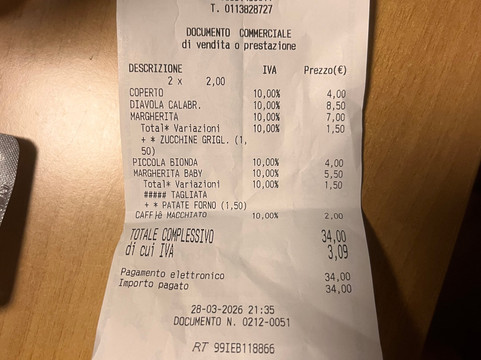 T. 0113828727
DOCUMENTO COMMERCIALE
di vendita o prestazione
DESCRIZIONE IVA Prezzo(€)
2 x 2,00
COPERTO 10,00% 4,00
DIAVOLA CALABR. 10,00% 8,50
MARGHERITA 10,00% 7,00
Total* Variazioni 10,00% 1,50
+ * ZUCCHINE GRIGL. (1,
50)
PICCOLA BIONDA 10,00% 4,00
MARGHERITA BABY 10,00% 5,50
Total* Variazioni 10,00% 1,50
##### TAGLIATA
+ * PATATE FORNO (1,50)
CAFFè MACCHIATO 10,00% 2,00
TOTALE COMPLESSIVO 34,00
di cui IVA 3,09
Pagamento elettronico 34,00
Importo pagato 34,00
28-03-2026 21:35
DOCUMENTO N. 0212-0051
RT 99IEB118866